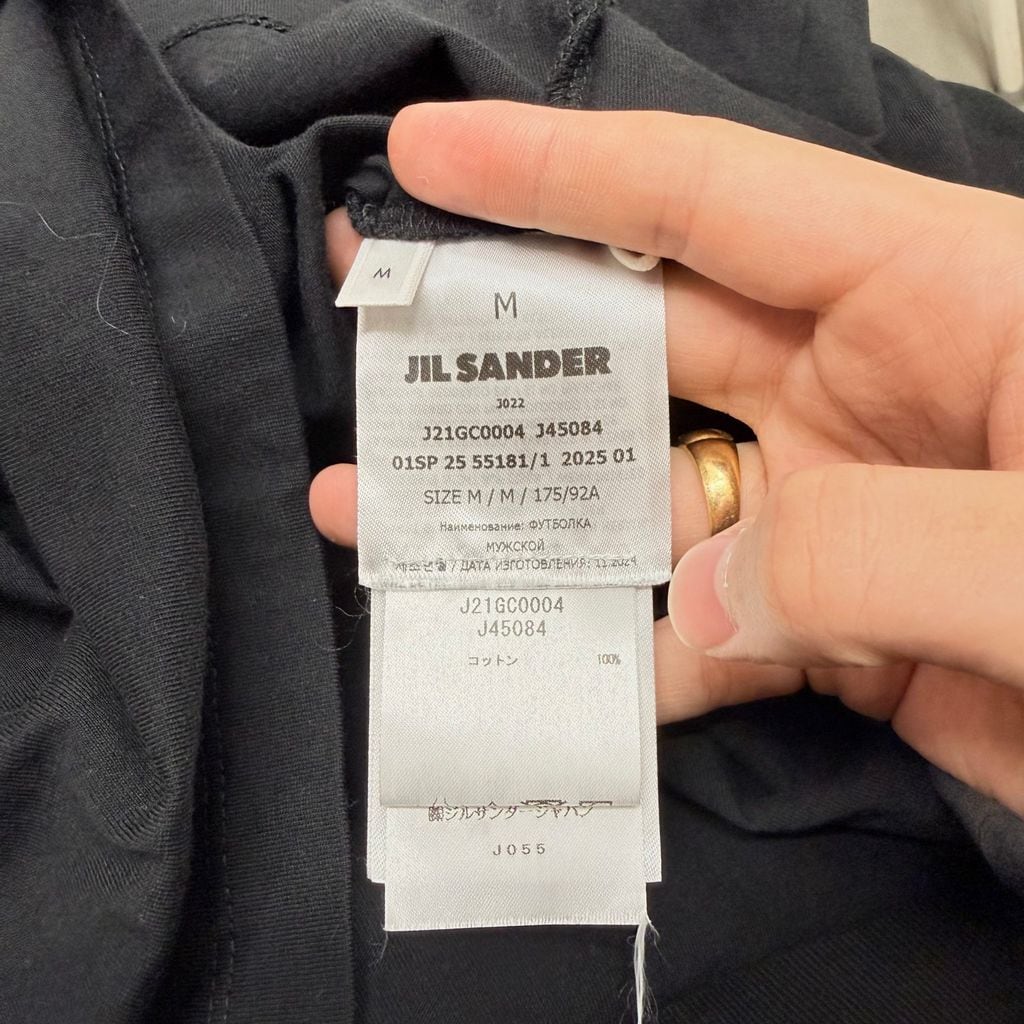 M
M
JIL SANDER
J022
J21GC0004 J45084
01SP 25 55181/1 2025 01
SIZE M / M / 175/92A
Наименование: ФУТБОЛКА
МУЖСКОЙ
/ ДАТА ИЗГОТОВЛЕНИЯ: 11.2024
J21GC0004
J45084
コットン 100%
ジルサンダージャパン
J055